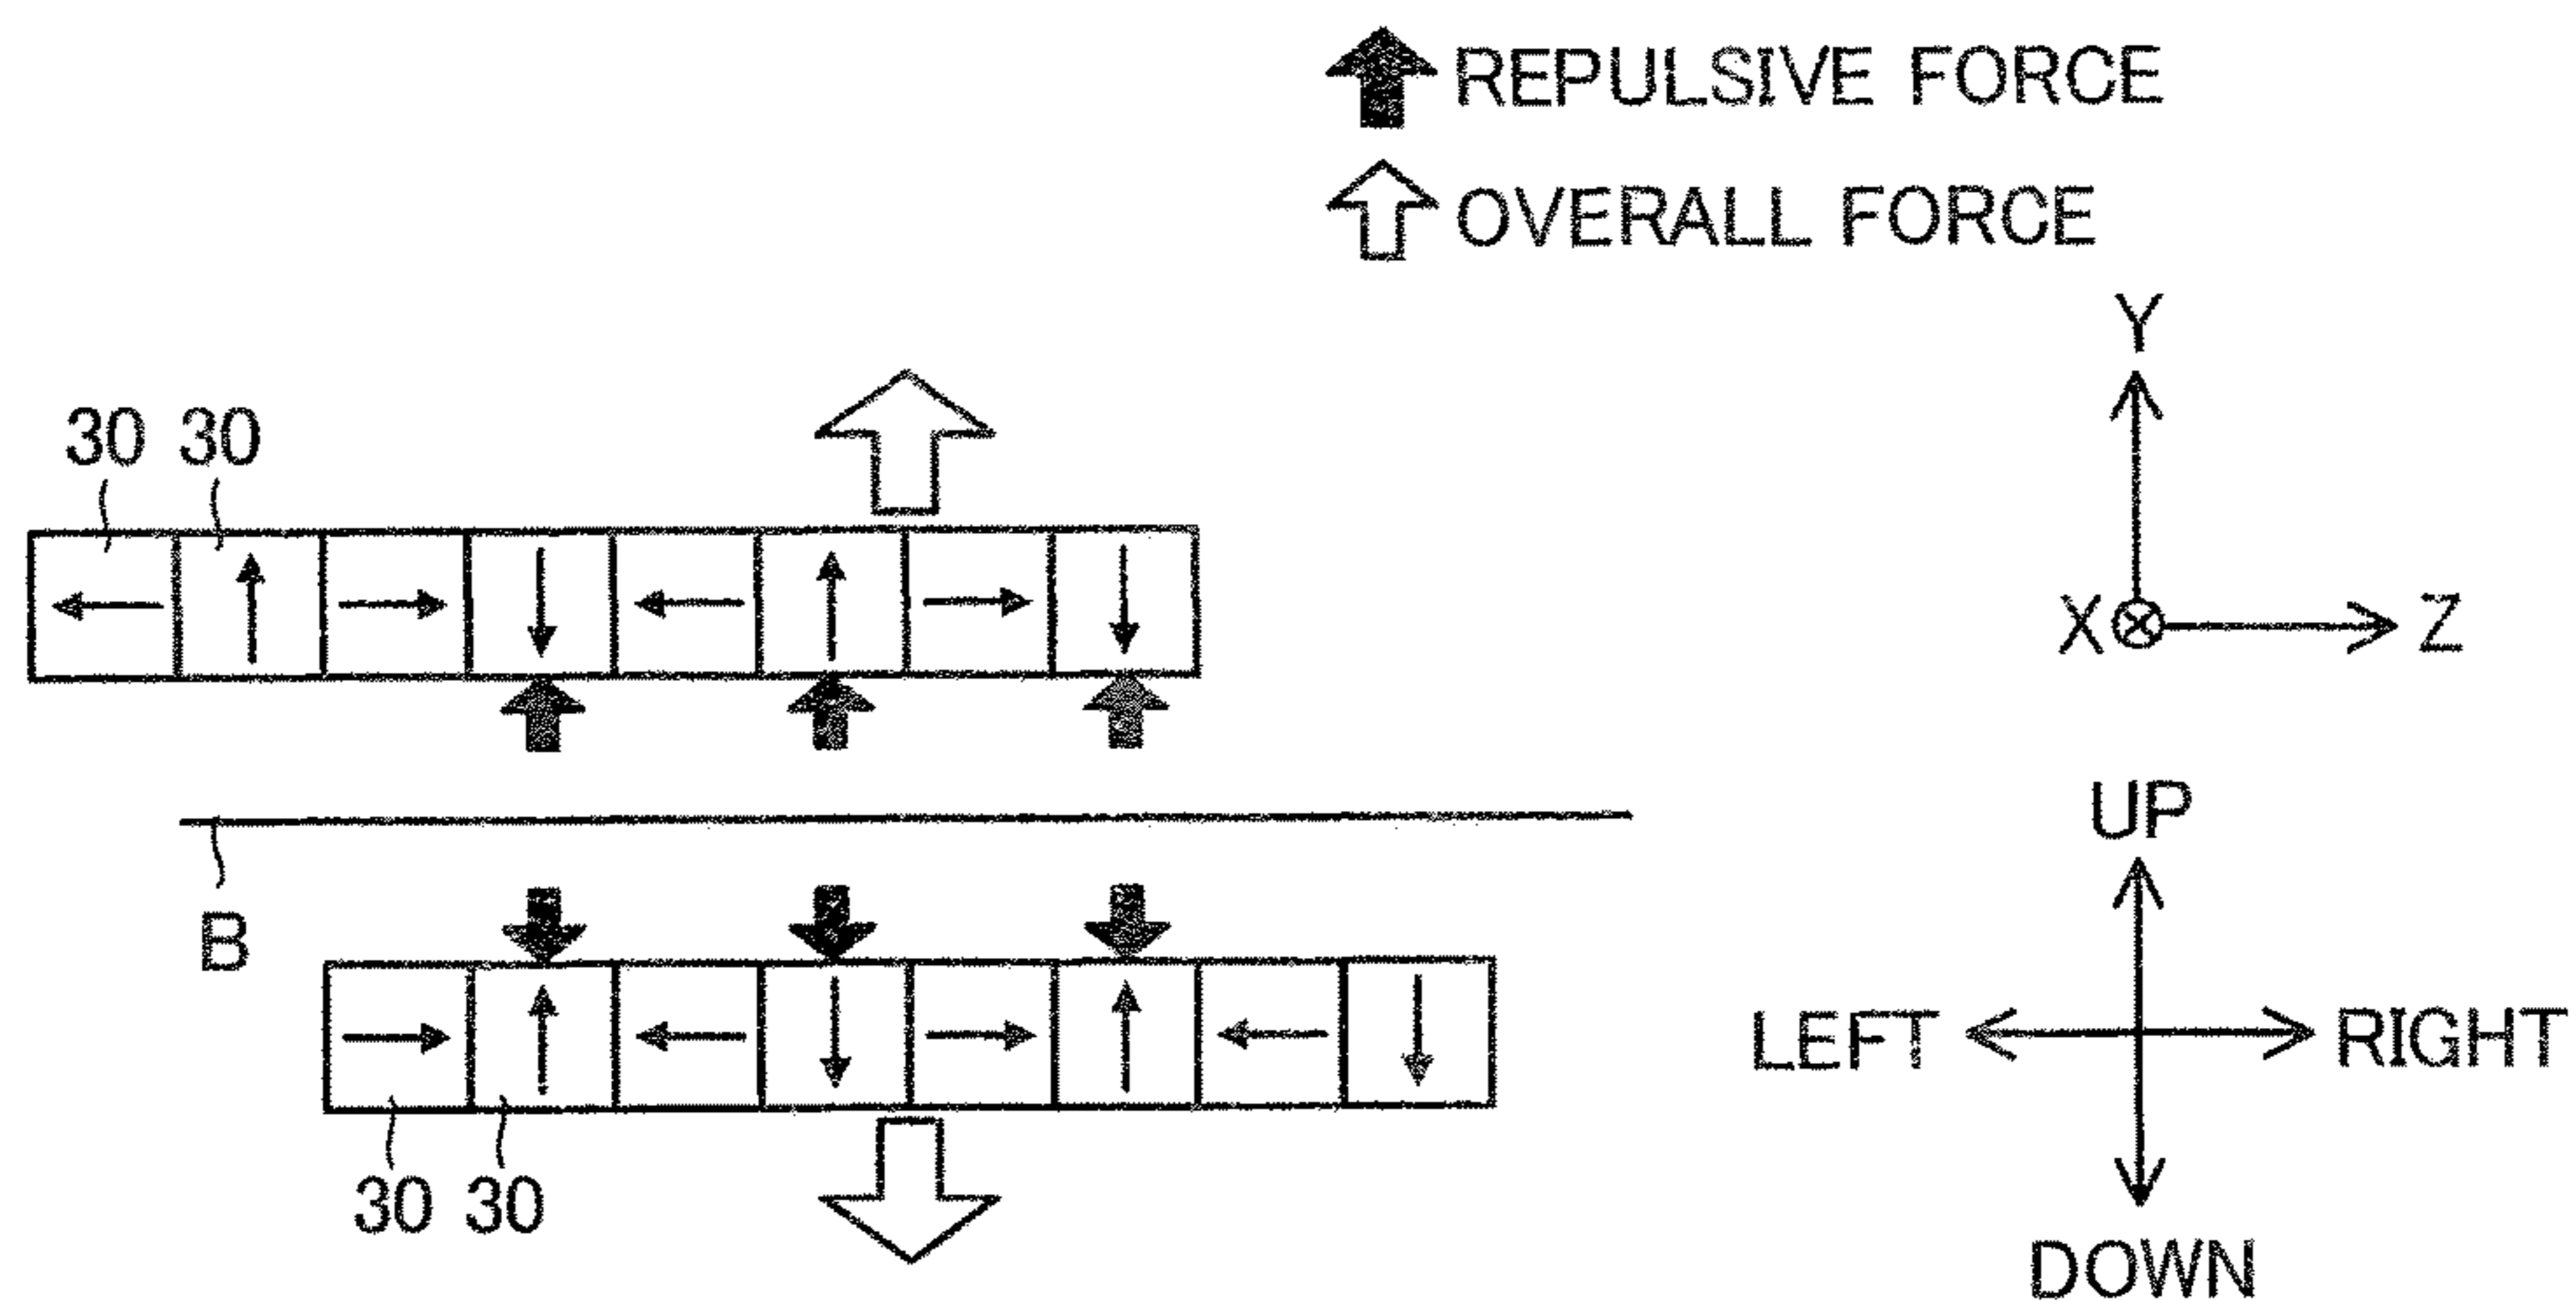 REPULSIVE FORCE
OVERALL FORCE
Y
30 30
X Z
UP
B
LEFT RIGHT
30 30
DOWN